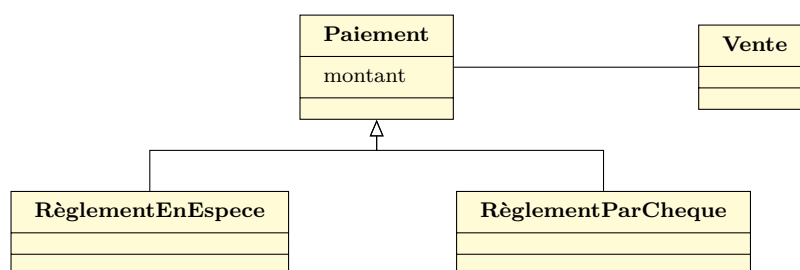 Paiement
Vente
montant
RèglementEnEspece
RèglementParCheque